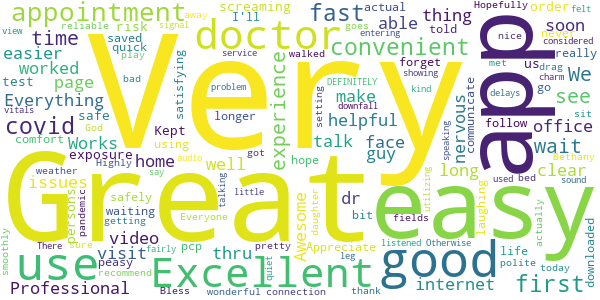 appointment
screaming
away
actual
view
reliable
risk
I'll
goes
entering
doctor
fast
able
thing
order
Hopefully
felt
signal
really
never
considered
time
saved
play
easier
quick
told
soon
nice
showing
Very
app
worked
bad
convenient
forget
us
met
drag
charm
page
Everything
test
safe
satisfying
service
walked
DEFINITELY
We
see
go
delays
vitals
God
Kept
problem
longer
make
downfall
kind
setting
experience
helpful
nervous
communicate
follow
office
sit
covid
comfort
Works
using
talk
face
guy
speaking
wait
Bethany
exposure
Highly
home
audio
got
hope
well
Great
easy
used
bed
sound
long
clear
weather
say
issues
safely
persons
pandemic
Everyone
talking
little
dr
bit
daughter
utilizing
laughing
fields
actually
waiting
getting
Awesome
video
sure
fairly
pcp
pretty
quiet
leg
Appreciate
listened
Otherwise
life
today
downloaded
use
There
visit
thru
good
polite
first
smoothly
peasy
recommend
Excellent
internet
Professional
Bless
wonderful
connection
thank